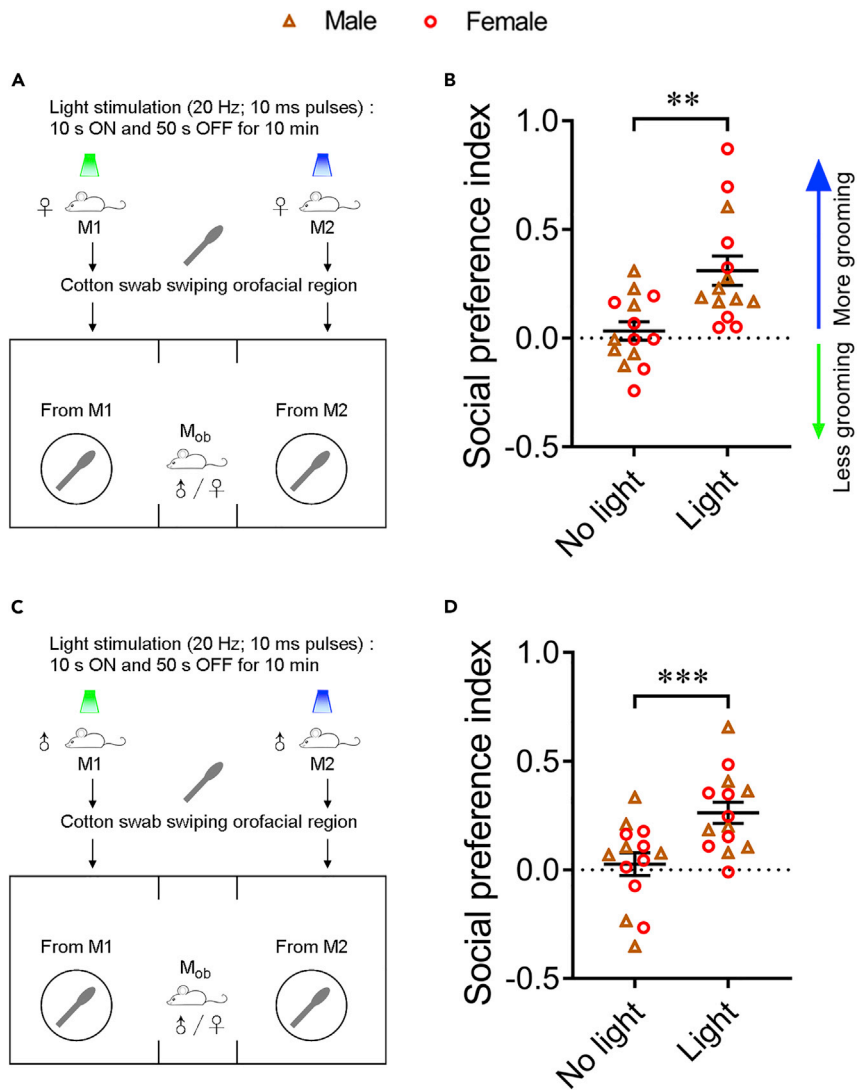 Male Female
A
Light stimulation (20 Hz; 10 ms pulses) :
10 s ON and 50 s OFF for 10 min
♀ ♀
M1 M2
Cotton swab swiping orofacial region
From M1 From M2
Mob
♂ / ♀
B
Social preference index
**
1.0
0.5
0.0
-0.5
No light Light
Less grooming More grooming
C
Light stimulation (20 Hz; 10 ms pulses) :
10 s ON and 50 s OFF for 10 min
♂ ♂
M1 M2
Cotton swab swiping orofacial region
From M1 From M2
Mob
♂ / ♀
D
Social preference index
***
1.0
0.5
0.0
-0.5
No light Light